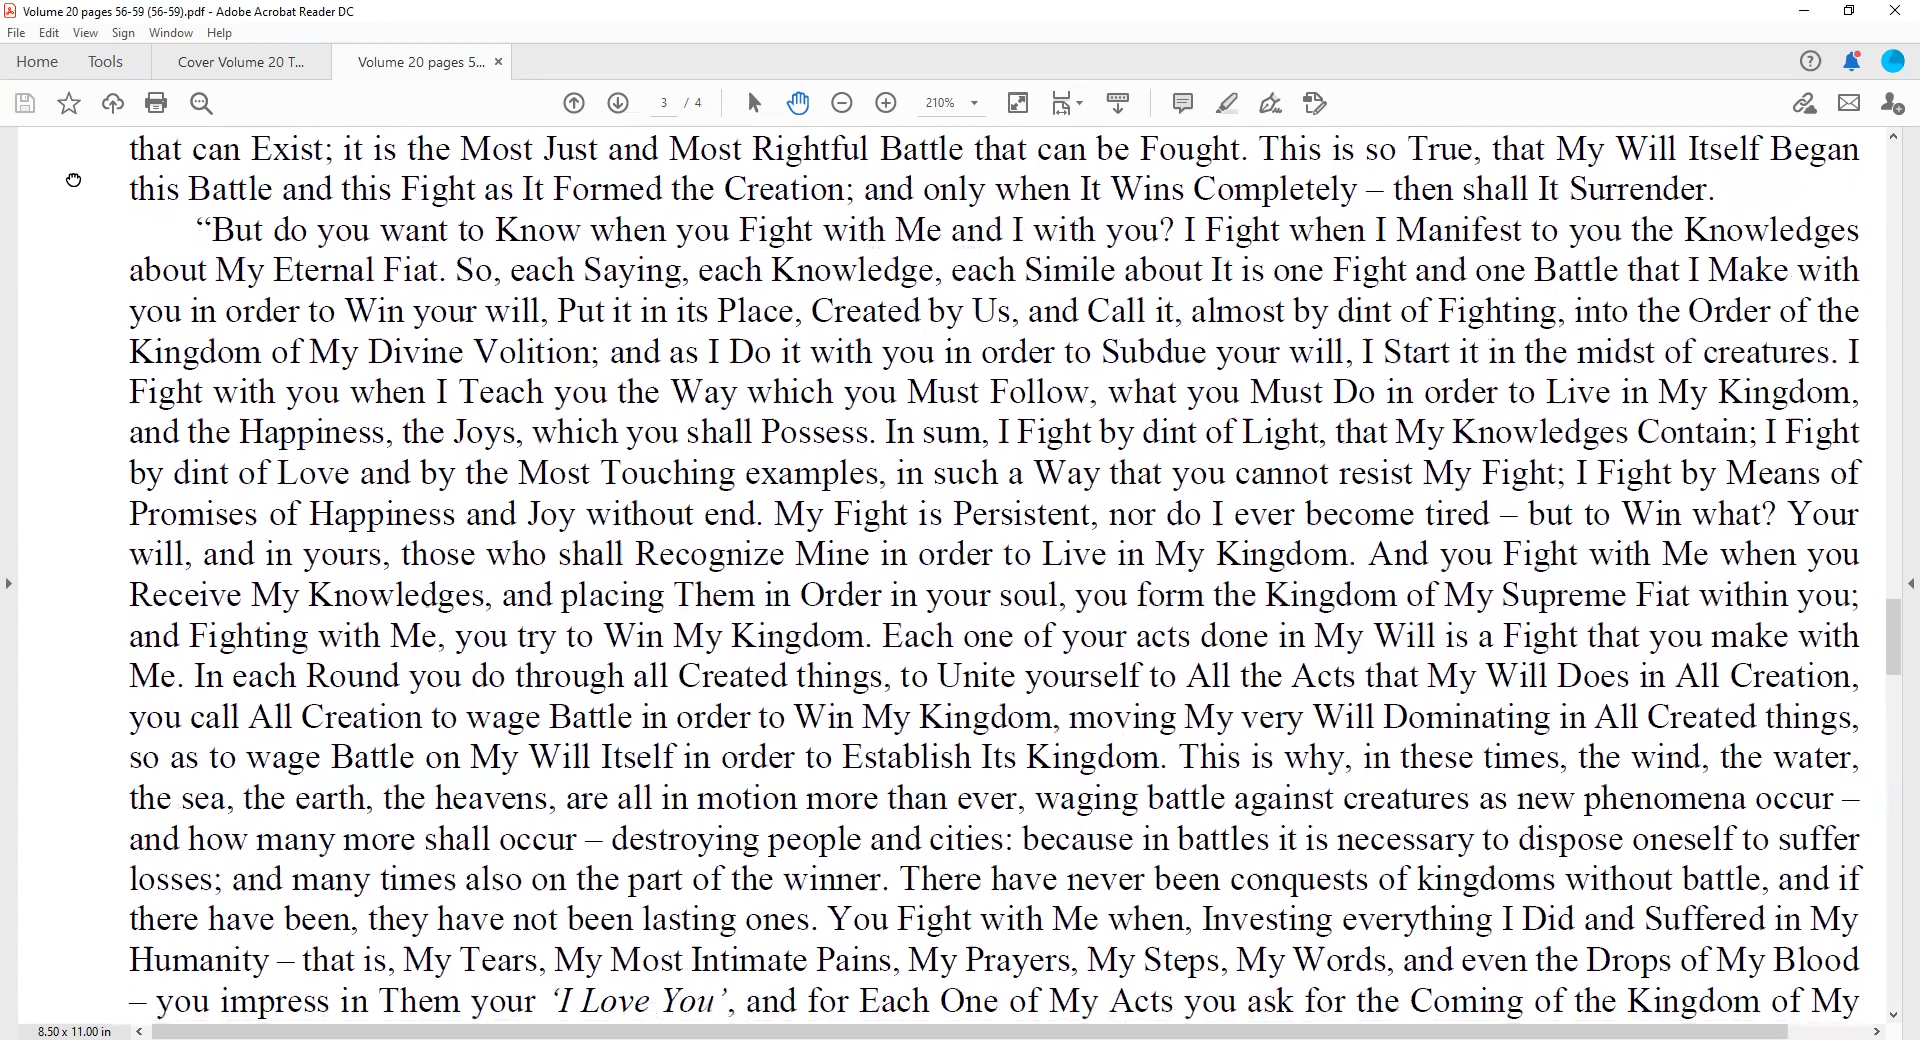 Volume 20 pages 56-59 (56-59).pdf - Adobe Acrobat Reader DC
File Edit View Sign Window Help
Home Tools Cover Volume 20 T... Volume 20 pages 5... ×
3 / 4 210%
that can Exist; it is the Most Just and Most Rightful Battle that can be Fought. This is so True, that My Will Itself Began
this Battle and this Fight as It Formed the Creation; and only when It Wins Completely – then shall It Surrender.
“But do you want to Know when you Fight with Me and I with you? I Fight when I Manifest to you the Knowledges
about My Eternal Fiat. So, each Saying, each Knowledge, each Simile about It is one Fight and one Battle that I Make with
you in order to Win your will, Put it in its Place, Created by Us, and Call it, almost by dint of Fighting, into the Order of the
Kingdom of My Divine Volition; and as I Do it with you in order to Subdue your will, I Start it in the midst of creatures. I
Fight with you when I Teach you the Way which you Must Follow, what you Must Do in order to Live in My Kingdom,
and the Happiness, the Joys, which you shall Possess. In sum, I Fight by dint of Light, that My Knowledges Contain; I Fight
by dint of Love and by the Most Touching examples, in such a Way that you cannot resist My Fight; I Fight by Means of
Promises of Happiness and Joy without end. My Fight is Persistent, nor do I ever become tired – but to Win what? Your
will, and in yours, those who shall Recognize Mine in order to Live in My Kingdom. And you Fight with Me when you
Receive My Knowledges, and placing Them in Order in your soul, you form the Kingdom of My Supreme Fiat within you;
and Fighting with Me, you try to Win My Kingdom. Each one of your acts done in My Will is a Fight that you make with
Me. In each Round you do through all Created things, to Unite yourself to All the Acts that My Will Does in All Creation,
you call All Creation to wage Battle in order to Win My Kingdom, moving My very Will Dominating in All Created things,
so as to wage Battle on My Will Itself in order to Establish Its Kingdom. This is why, in these times, the wind, the water,
the sea, the earth, the heavens, are all in motion more than ever, waging battle against creatures as new phenomena occur –
and how many more shall occur – destroying people and cities: because in battles it is necessary to dispose oneself to suffer
losses; and many times also on the part of the winner. There have never been conquests of kingdoms without battle, and if
there have been, they have not been lasting ones. You Fight with Me when, Investing everything I Did and Suffered in My
Humanity – that is, My Tears, My Most Intimate Pains, My Prayers, My Steps, My Words, and even the Drops of My Blood
– you impress in Them your ‘I Love You’, and for Each One of My Acts you ask for the Coming of the Kingdom of My
8.50 x 11.00 in